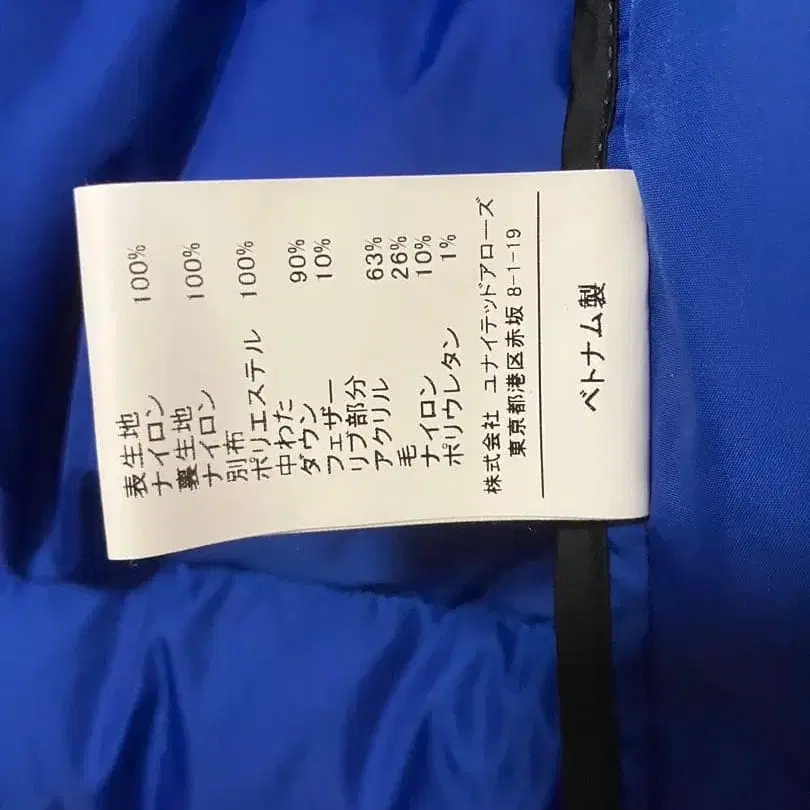 表生地
ナイロン 100%
裏生地
ナイロン 100%
別布
ポリエステル 100%
中わた
ダウン 90%
フェザー 10%
リブ部分
アクリル 63%
毛 26%
ナイロン 10%
ポリウレタン 1%
株式会社 ユナイテッドアローズ
東京都港区赤坂 8-1-19
ベトナム製